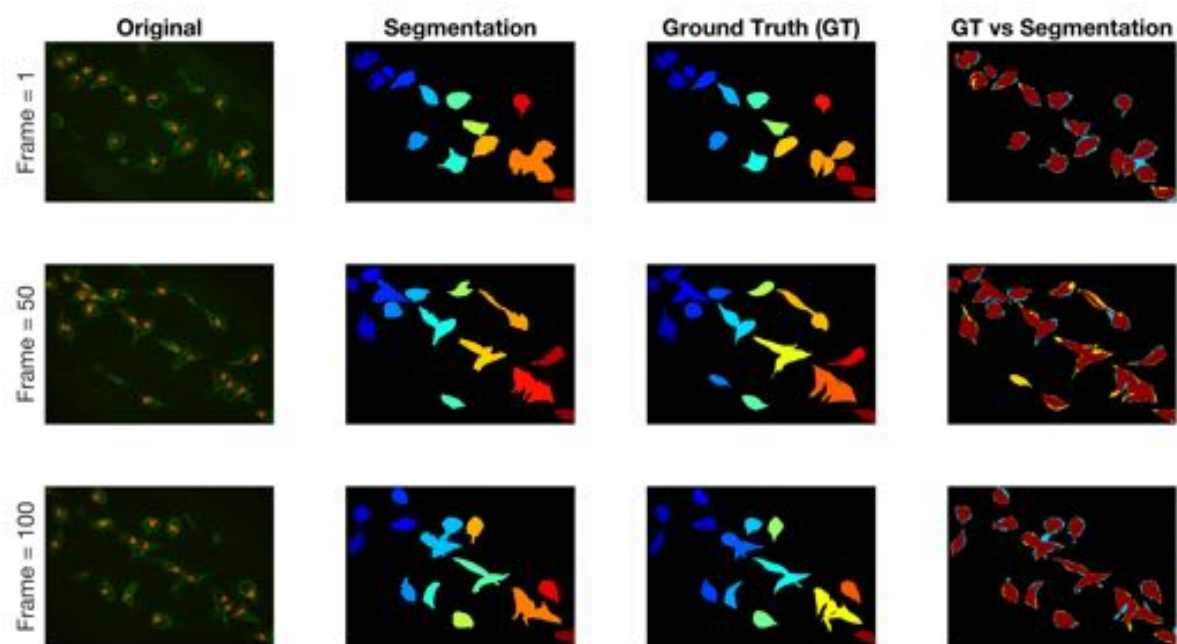 Original
Segmentation
Ground Truth (GT)
GT vs Segmentation
Frame = 1
Frame = 50
Frame = 100